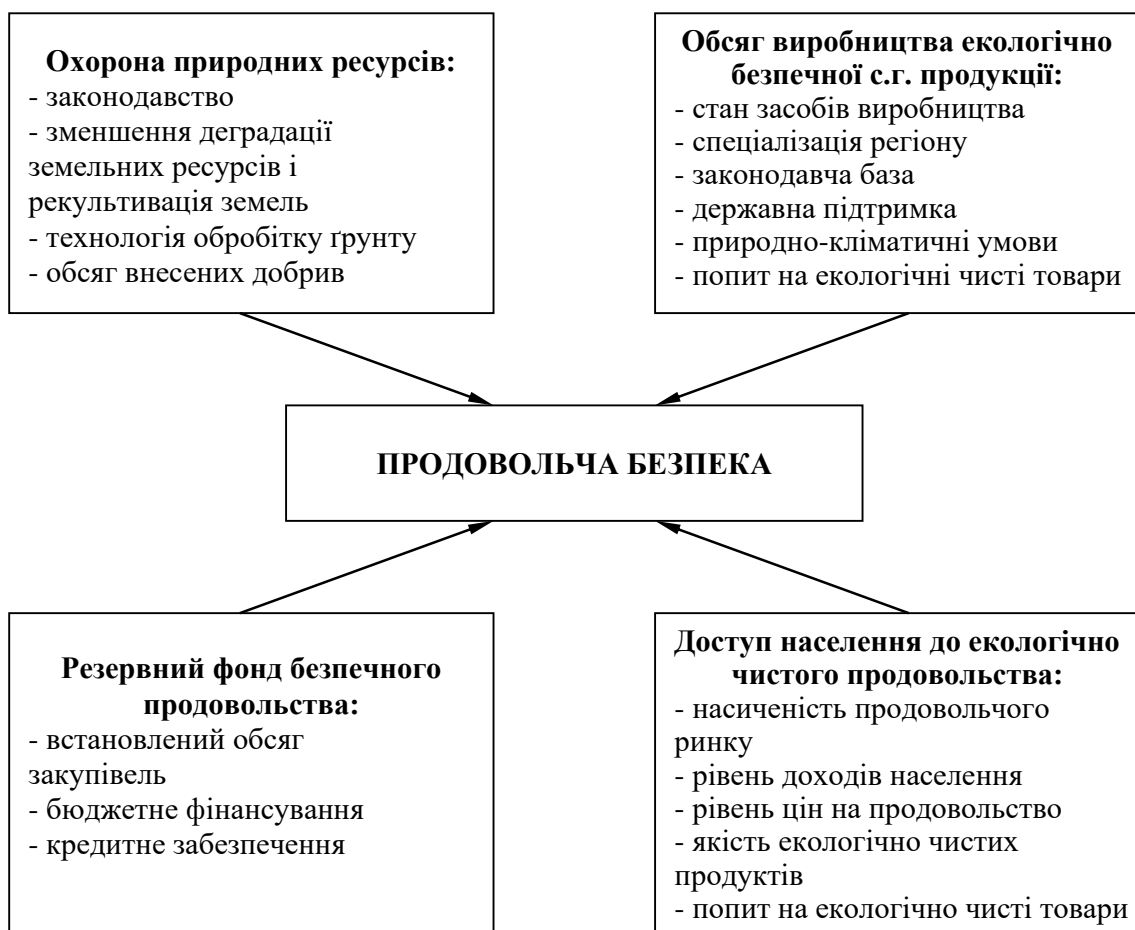 Охорона природних ресурсів:
- законодавство
- зменшення деградації
земельних ресурсів і
рекультивація земель
- технологія обробітку ґрунту
- обсяг внесених добрив
Обсяг виробництва екологічно
безпечної с.г. продукції:
- стан засобів виробництва
- спеціалізація регіону
- законодавча база
- державна підтримка
- природно-кліматичні умови
- попит на екологічні чисті товари
ПРОДОВОЛЬЧА БЕЗПЕКА
Резервний фонд безпечного
продовольства:
- встановлений обсяг
закупівель
- бюджетне фінансування
- кредитне забезпечення
Доступ населення до екологічно
чистого продовольства:
- насиченість продовольчого
ринку
- рівень доходів населення
- рівень цін на продовольство
- якість екологічно чистих
продуктів
- попит на екологічно чисті товари